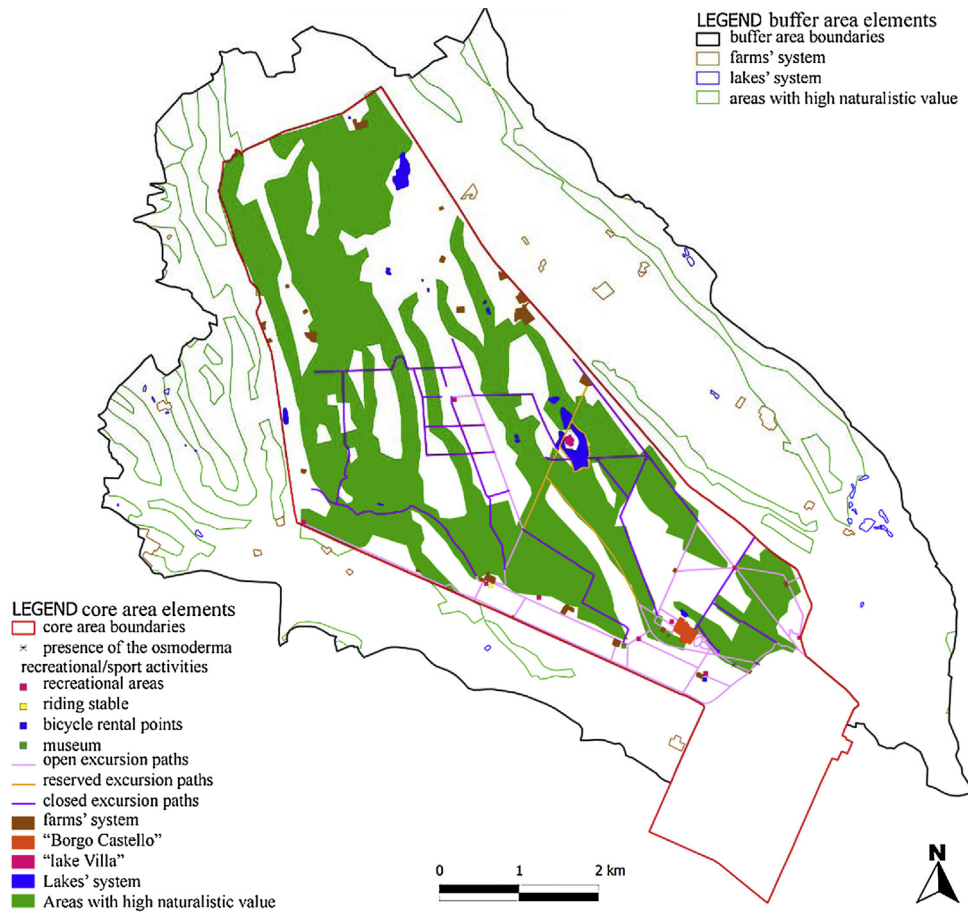 LEGEND buffer area elements
buffer area boundaries
farms' system
lakes' system
areas with high naturalistic value
LEGEND core area elements
core area boundaries
presence of the osmoderma
recreational/sport activities
recreational areas
riding stable
bicycle rental points
museum
open excursion paths
reserved excursion paths
closed excursion paths
farms' system
“Borgo Castello”
“lake Villa”
Lakes' system
Areas with high naturalistic value
0 1 2 km
N